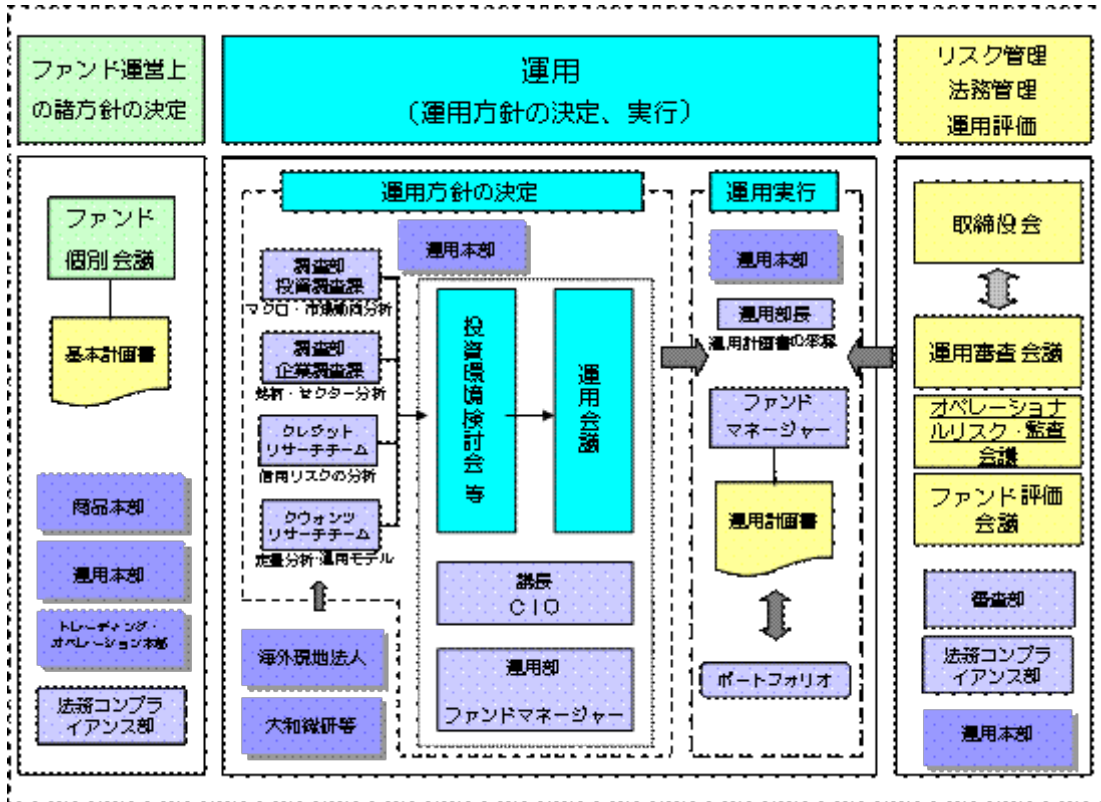 ファンド運営上
の諸方針の決定
運用
（運用方針の決定、実行）
リスク管理
法務管理
運用評価
ファンド
個別会議
基本計画書
商品本部
運用本部
トレーディング・
オペレーション本部
法務コンプラ
イアンス部
運用方針の決定
運用本部
調査部
投資調査課
マクロ・市場動向分析
調査部
企業調査課
銘柄・セクター分析
クレジット
リサーチチーム
信用リスクの分析
クウォンツ
リサーチチーム
定量分析・運用モデル
海外現地法人
大和総研等
投資環境検討会 等
運用会議
議長
ＣＩＯ
運用部
ファンドマネージャー
運用実行
運用本部
運用部長
運用計画書の承認
ファンド
マネージャー
運用計画書
ポートフォリオ
取締役会
運用審査会議
オペレーショナ
ルリスク・監査
会議
ファンド評価
会議
審査部
法務コンプラ
イアンス部
運用本部